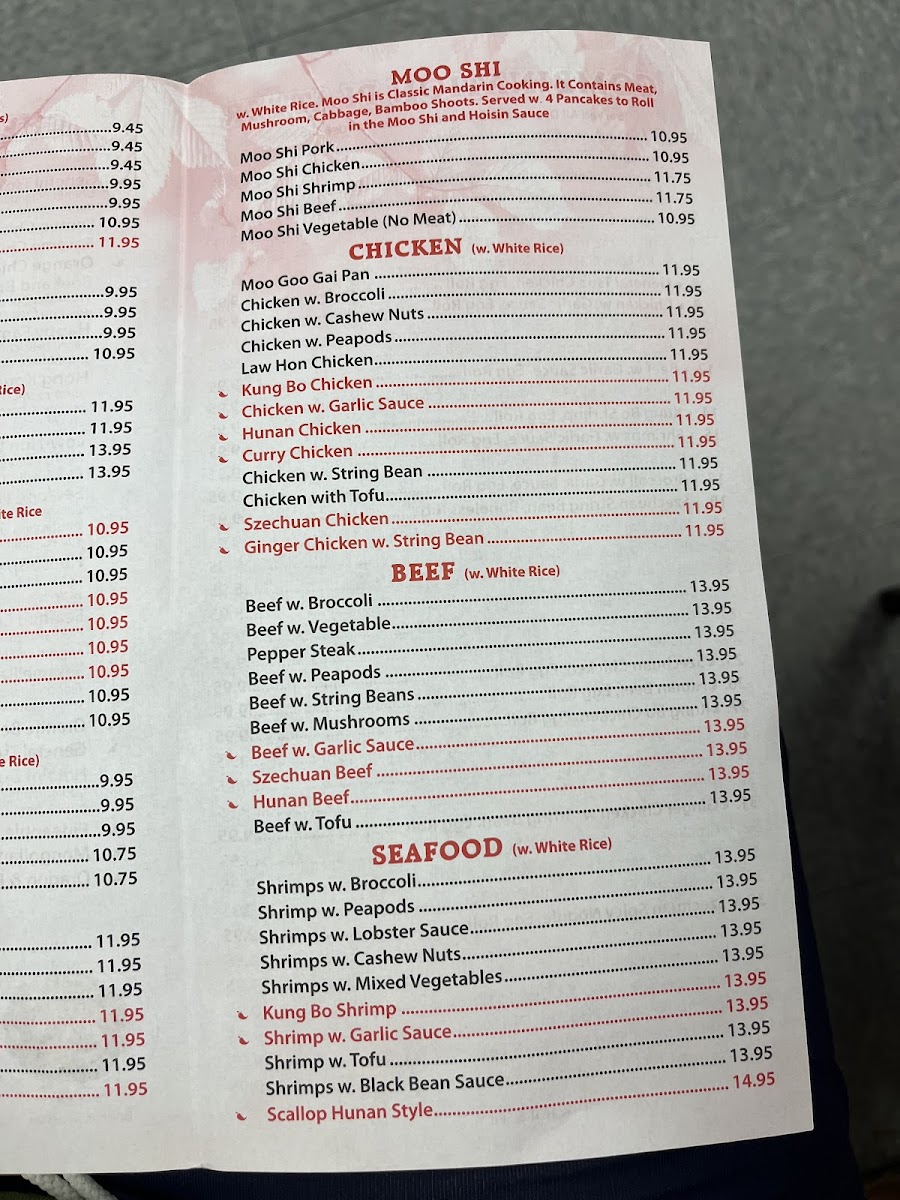 s)
9.45
9.45
9.45
9.95
9.95
10.95
11.95
9.95
9.95
9.95
10.95
Rice)
11.95
11.95
13.95
13.95
ite Rice
10.95
10.95
10.95
10.95
10.95
10.95
10.95
10.95
10.95
e Rice)
9.95
9.95
9.95
10.75
10.75
11.95
11.95
11.95
11.95
11.95
11.95
11.95
MOO SHI
w. White Rice. Moo Shi is Classic Mandarin Cooking. It Contains Meat,
Mushroom, Cabbage, Bamboo Shoots. Served w. 4 Pancakes to Roll
in the Moo Shi and Hoisin Sauce
Moo Shi Pork 10.95
Moo Shi Chicken 10.95
Moo Shi Shrimp 11.75
Moo Shi Beef 11.75
Moo Shi Vegetable (No Meat) 10.95
CHICKEN (w. White Rice)
Moo Goo Gai Pan 11.95
Chicken w. Broccoli 11.95
Chicken w. Cashew Nuts 11.95
Chicken w. Peapods 11.95
Law Hon Chicken 11.95
Kung Bo Chicken 11.95
Chicken w. Garlic Sauce 11.95
Hunan Chicken 11.95
Curry Chicken 11.95
Chicken w. String Bean 11.95
Chicken with Tofu 11.95
Szechuan Chicken 11.95
Ginger Chicken w. String Bean 11.95
BEEF (w. White Rice)
Beef w. Broccoli 13.95
Beef w. Vegetable 13.95
Pepper Steak 13.95
Beef w. Peapods 13.95
Beef w. String Beans 13.95
Beef w. Mushrooms 13.95
Beef w. Garlic Sauce 13.95
Szechuan Beef 13.95
Hunan Beef 13.95
Beef w. Tofu 13.95
SEAFOOD (w. White Rice)
Shrimps w. Broccoli 13.95
Shrimp w. Peapods 13.95
Shrimps w. Lobster Sauce 13.95
Shrimps w. Cashew Nuts 13.95
Shrimps w. Mixed Vegetables 13.95
Kung Bo Shrimp 13.95
Shrimp w. Garlic Sauce 13.95
Shrimp w. Tofu 13.95
Shrimps w. Black Bean Sauce 13.95
Scallop Hunan Style 14.95